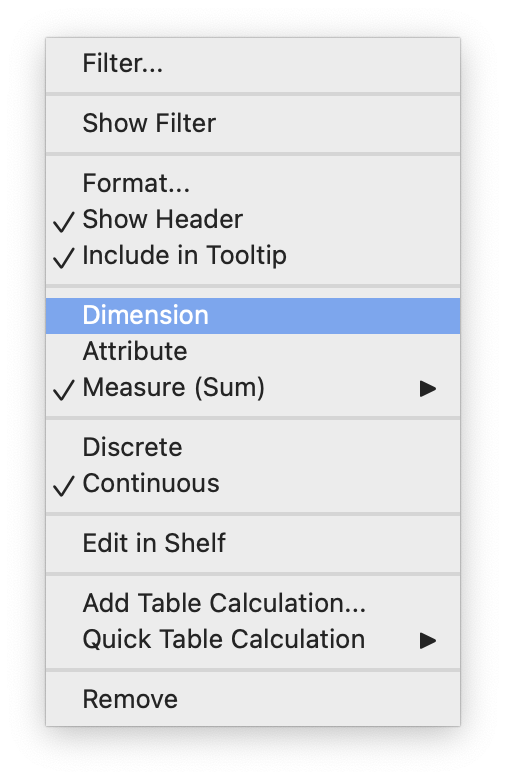 Filter...
Show Filter
Format...
Show Header
Include in Tooltip
Dimension
Attribute
Measure (Sum)
Discrete
Continuous
Edit in Shelf
Add Table Calculation...
Quick Table Calculation
Remove